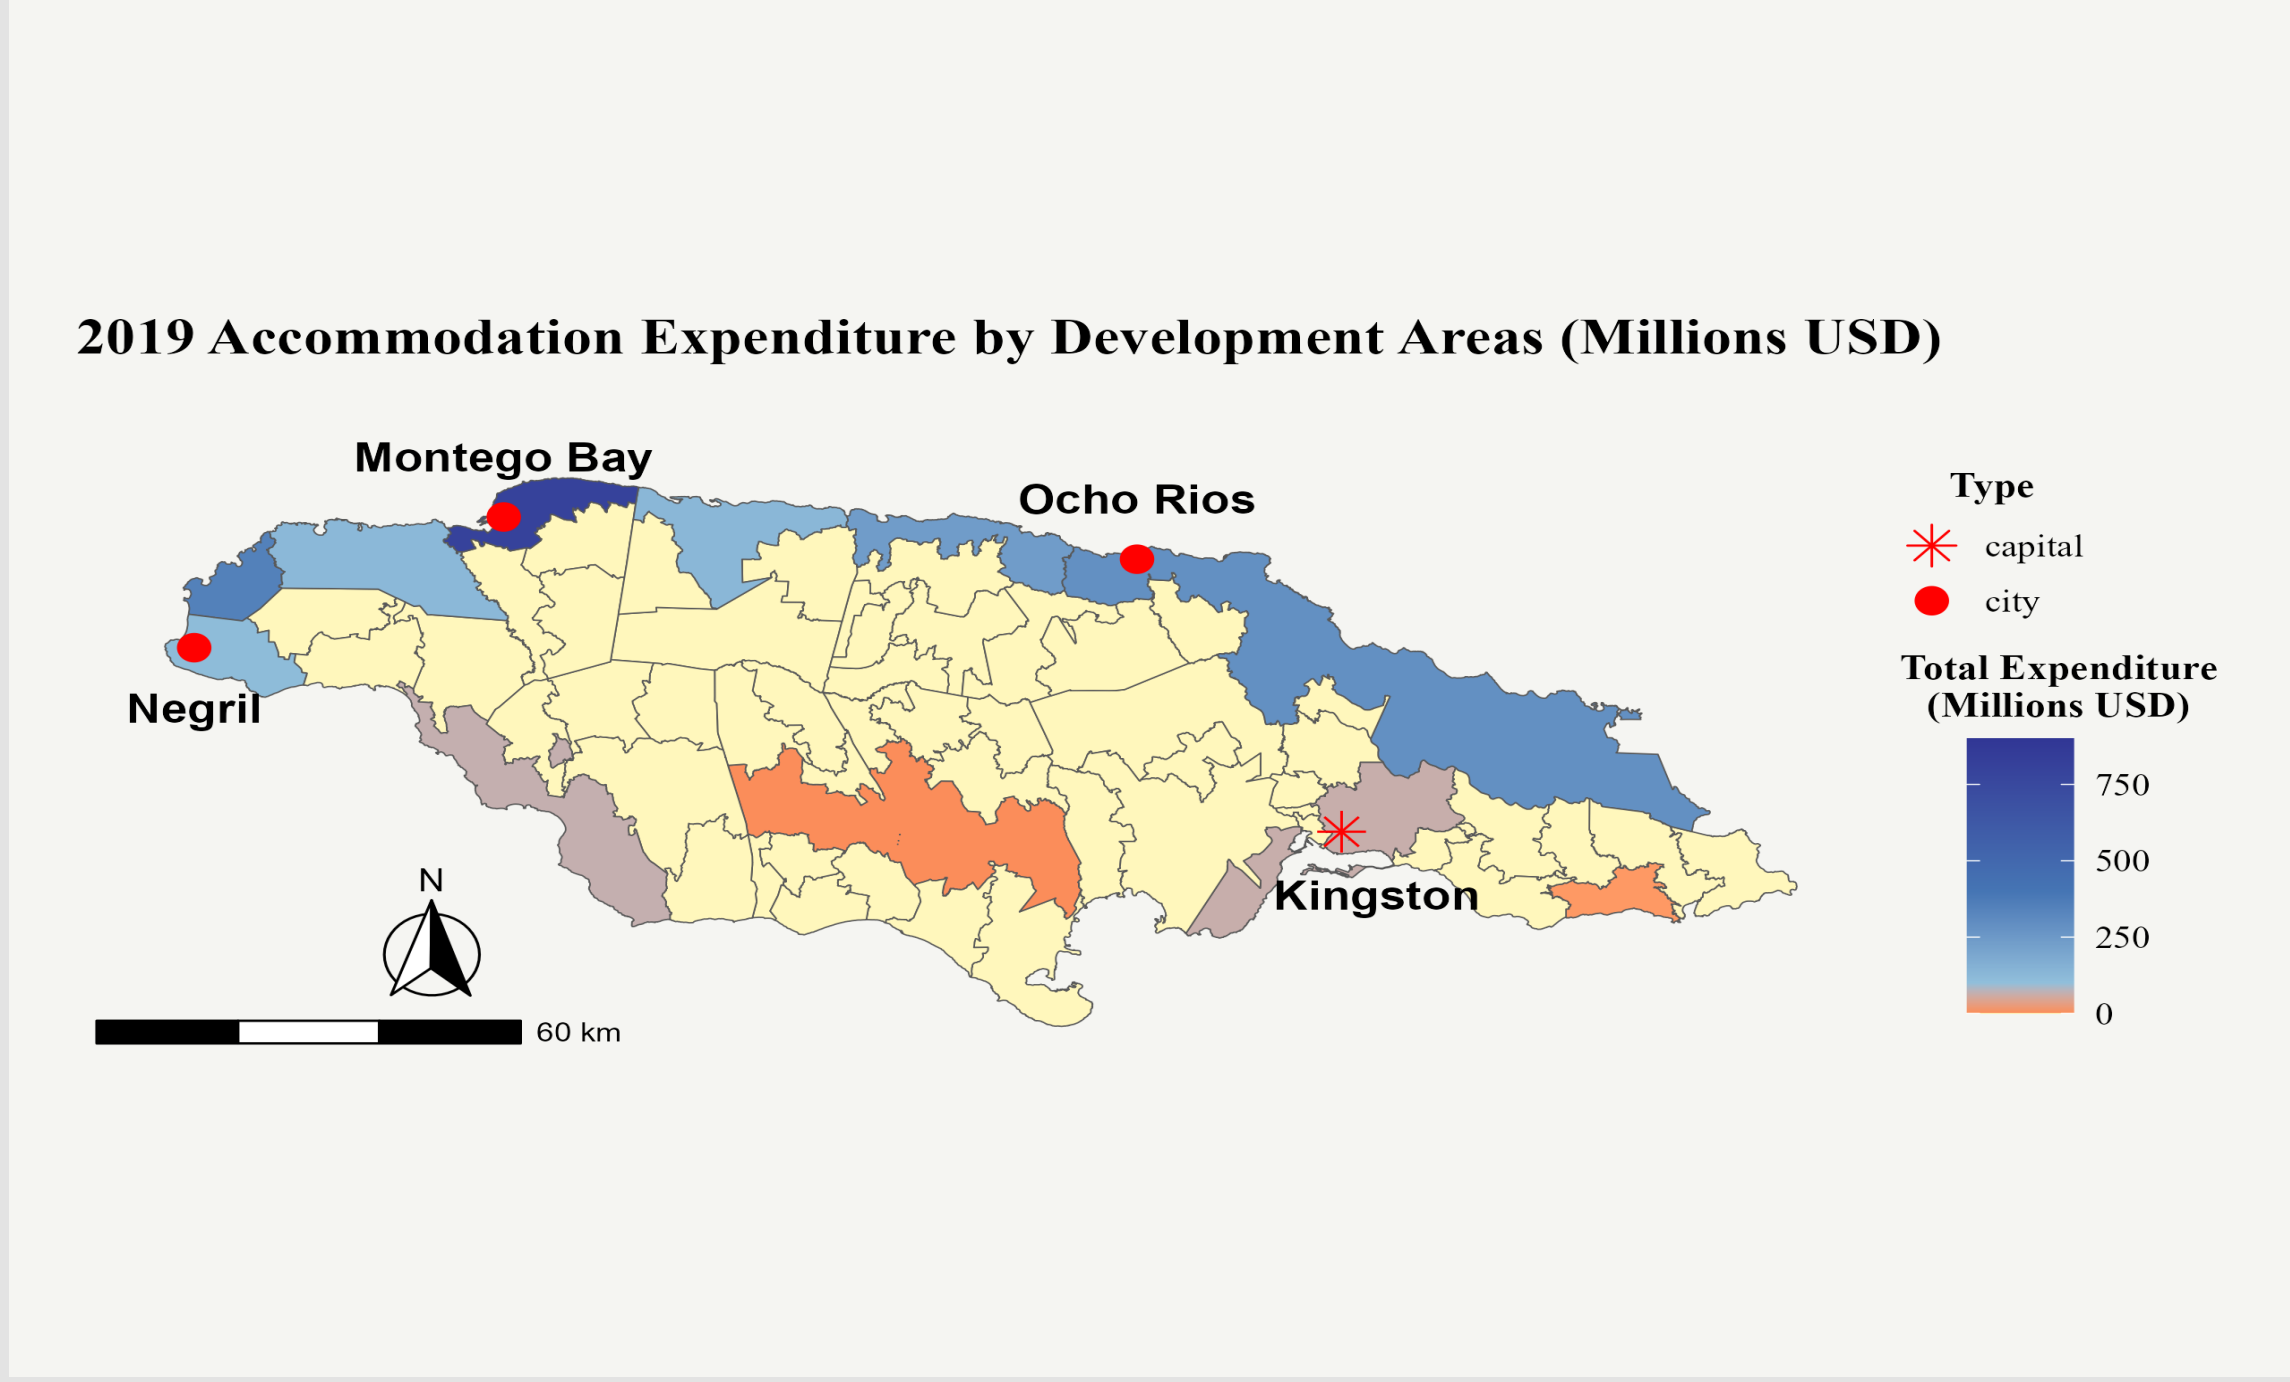 2019 Accommodation Expenditure by Development Areas (Millions USD)
Montego Bay
Ocho Rios
Negril
Kingston
N
60 km
Type
capital
city
Total Expenditure
(Millions USD)
750
500
250
0